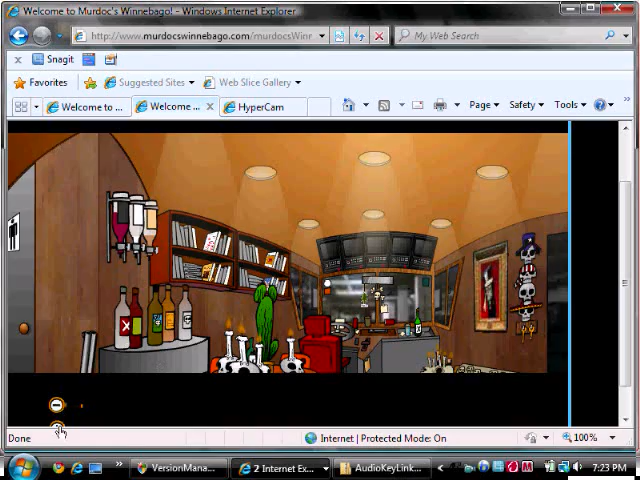 Welcome to Murdoc's Winnebago! - Windows Internet Explorer
http://www.murdocswinnebago.com/murdocsWinr
My Web Search
x Snagit
Favorites Suggested Sites Web Slice Gallery
Welcome to ... Welcome ... x HyperCam
Page Safety Tools
Done Internet | Protected Mode: On 100%
VersionMana... 2 Internet Ex... AudioKeyLink... 7:23 PM